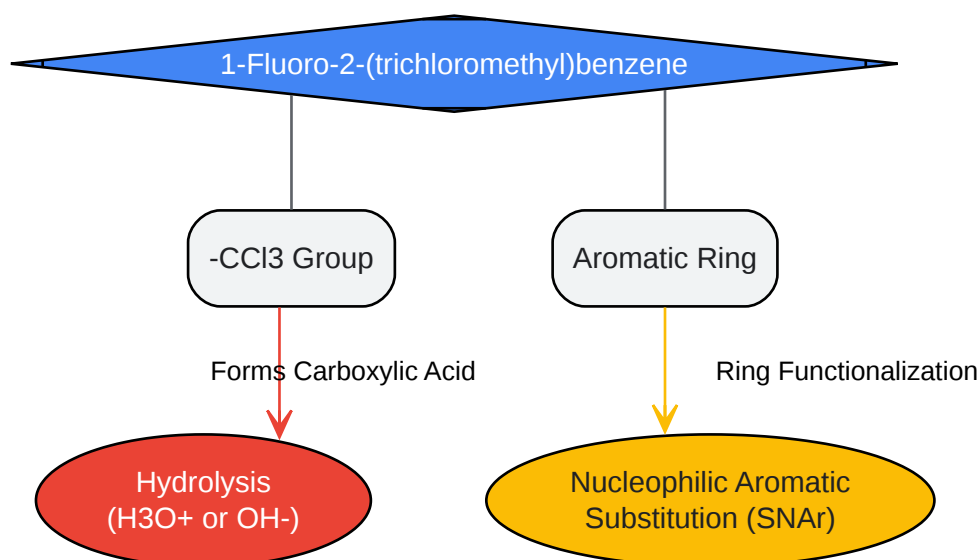 1-Fluoro-2-(trichloromethyl)benzene
-CCl3 Group
Aromatic Ring
Forms Carboxylic Acid
Ring Functionalization
Hydrolysis
(H3O+ or OH-)
Nucleophilic Aromatic
Substitution (SNAr)